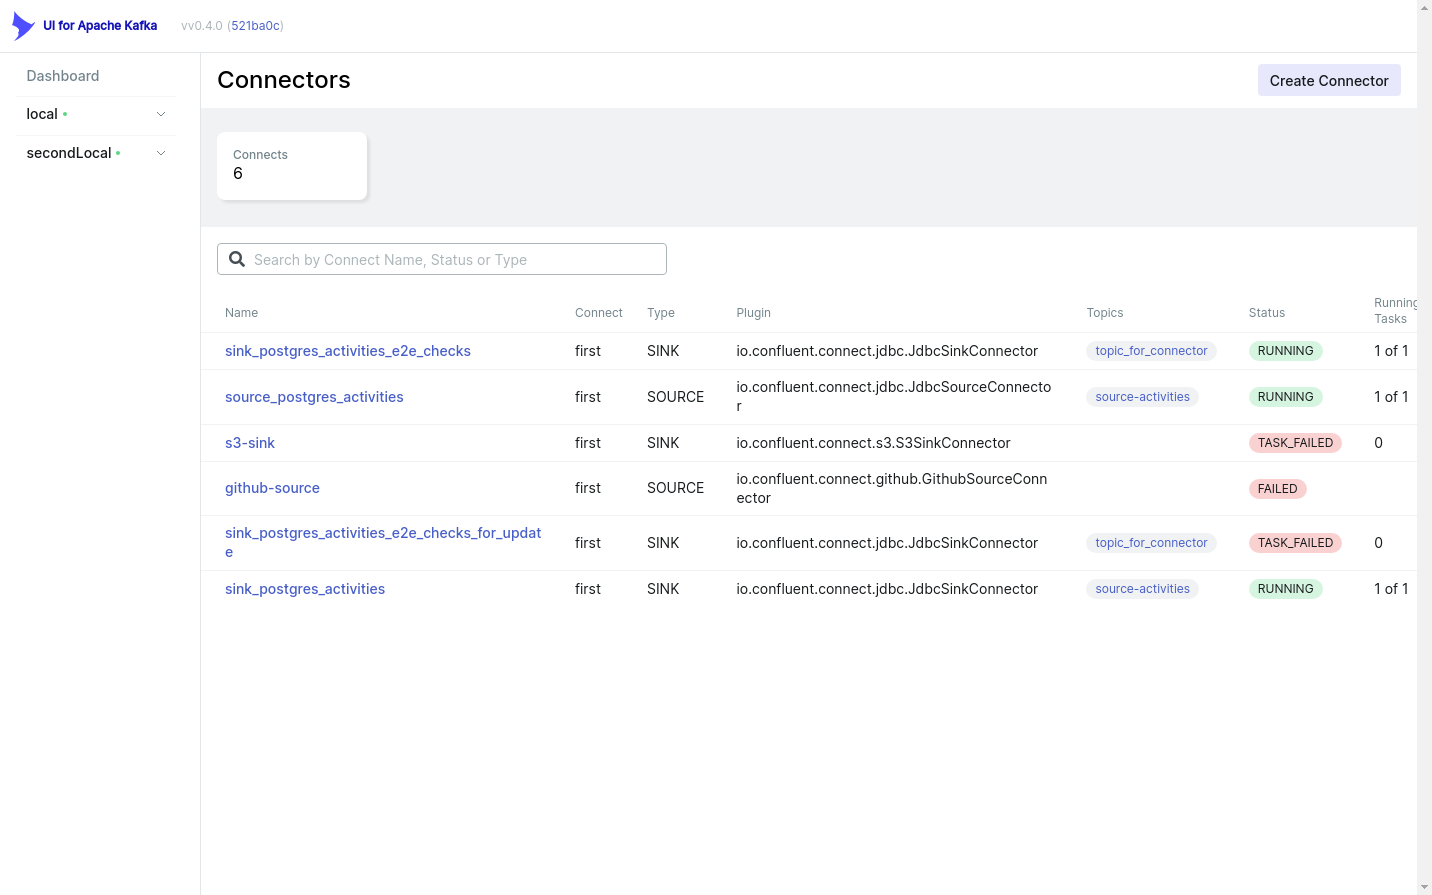 UI for Apache Kafka vv0.4.0 (521ba0c)
Dashboard
local
secondLocal
Connectors
Create Connector
Connects
6
Search by Connect Name, Status or Type
Name Connect Type Plugin Topics Status Running
Tasks
sink_postgres_activities_e2e_checks first SINK io.confluent.connect.jdbc.JdbcSinkConnector topic_for_connector RUNNING 1 of 1
source_postgres_activities first SOURCE io.confluent.connect.jdbc.JdbcSourceConnecto
r source-activities RUNNING 1 of 1
s3-sink first SINK io.confluent.connect.s3.S3SinkConnector TASK_FAILED 0
github-source first SOURCE io.confluent.connect.github.GithubSourceConn
ector FAILED
sink_postgres_activities_e2e_checks_for_updat
e first SINK io.confluent.connect.jdbc.JdbcSinkConnector topic_for_connector TASK_FAILED 0
sink_postgres_activities first SINK io.confluent.connect.jdbc.JdbcSinkConnector source-activities RUNNING 1 of 1